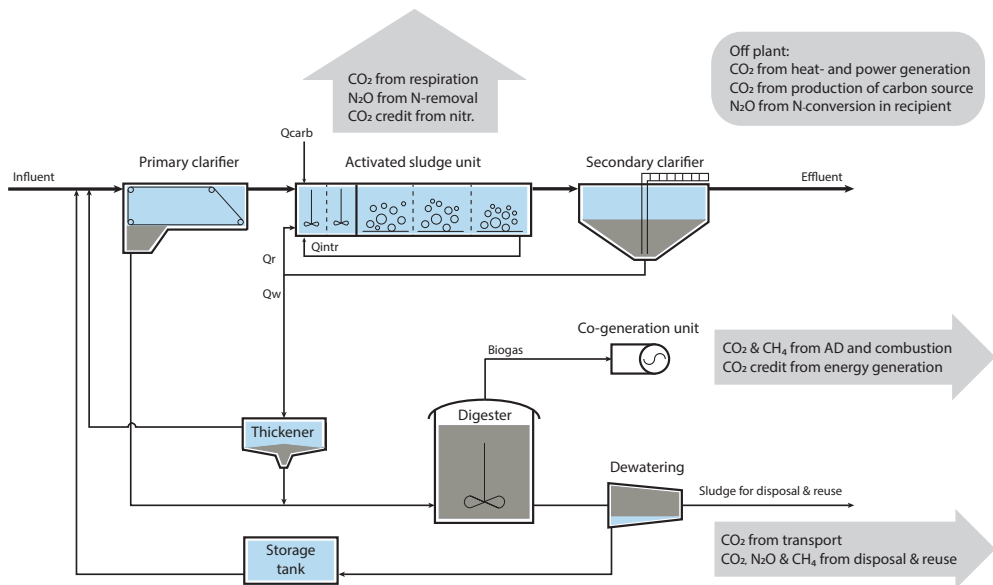 CO₂ from respiration
N₂O from N-removal
CO₂ credit from nitr.
Off plant:
CO₂ from heat- and power generation
CO₂ from production of carbon source
N₂O from N-conversion in recipient
Qcarb
Influent
Primary clarifier
Activated sludge unit
Secondary clarifier
Effluent
Qr
Qintr
Qw
Co-generation unit
Biogas
CO₂ & CH₄ from AD and combustion
CO₂ credit from energy generation
Digester
Thickener
Dewatering
Sludge for disposal & reuse
CO₂ from transport
CO₂, N₂O & CH₄ from disposal & reuse
Storage
tank